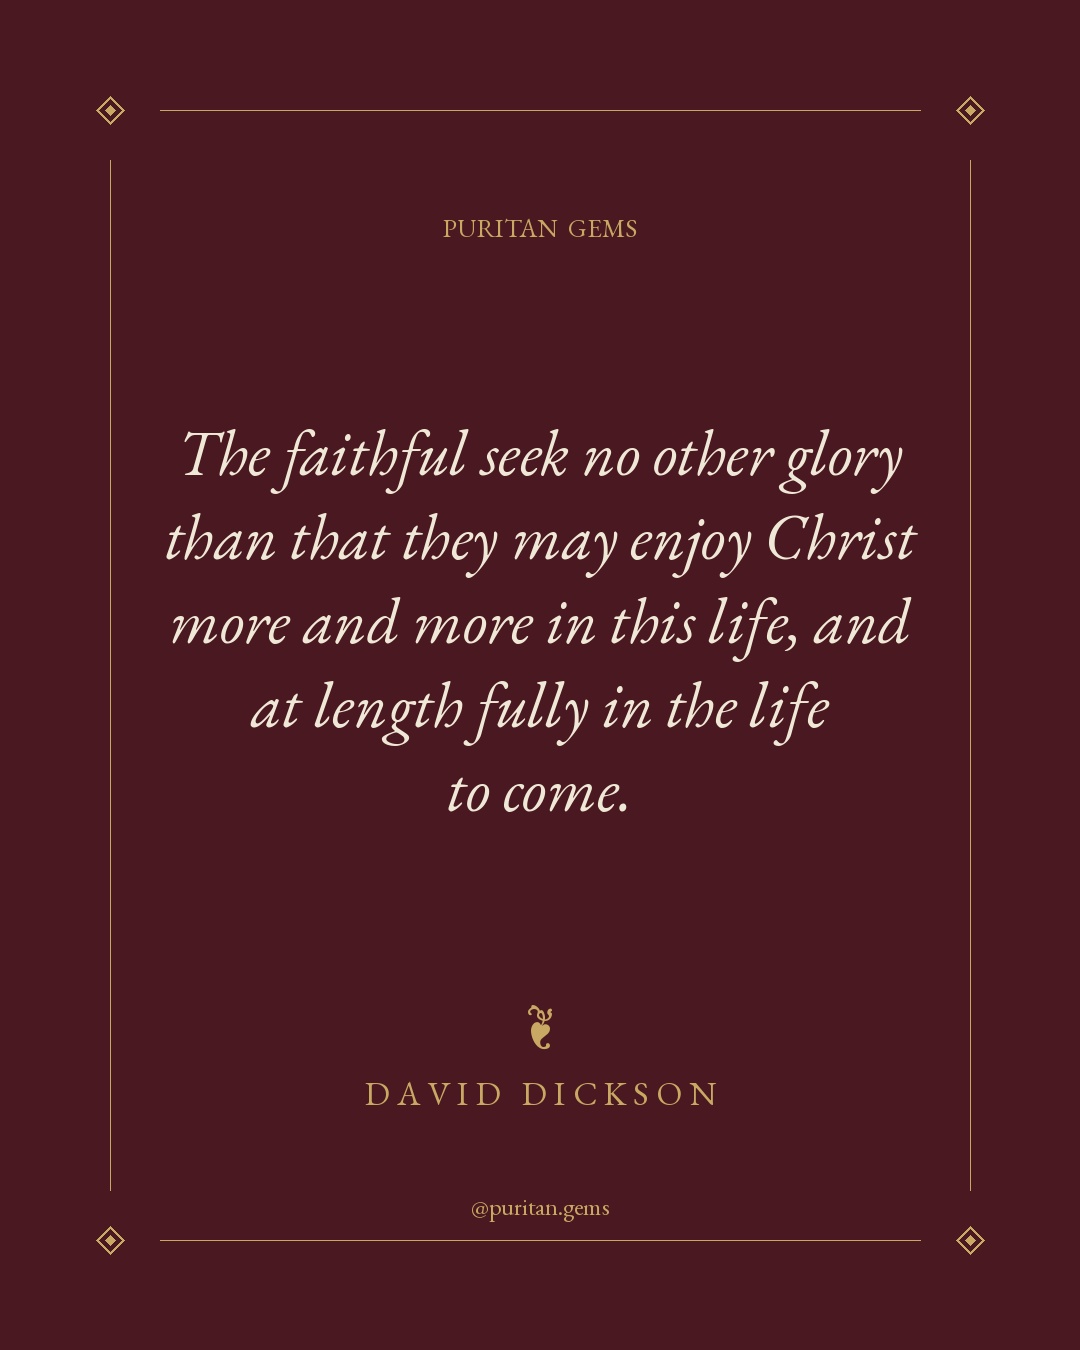 PURITAN GEMS
The faithful seek no other glory
than that they may enjoy Christ
more and more in this life, and
at length fully in the life
to come.
DAVID DICKSON
@puritan.gems